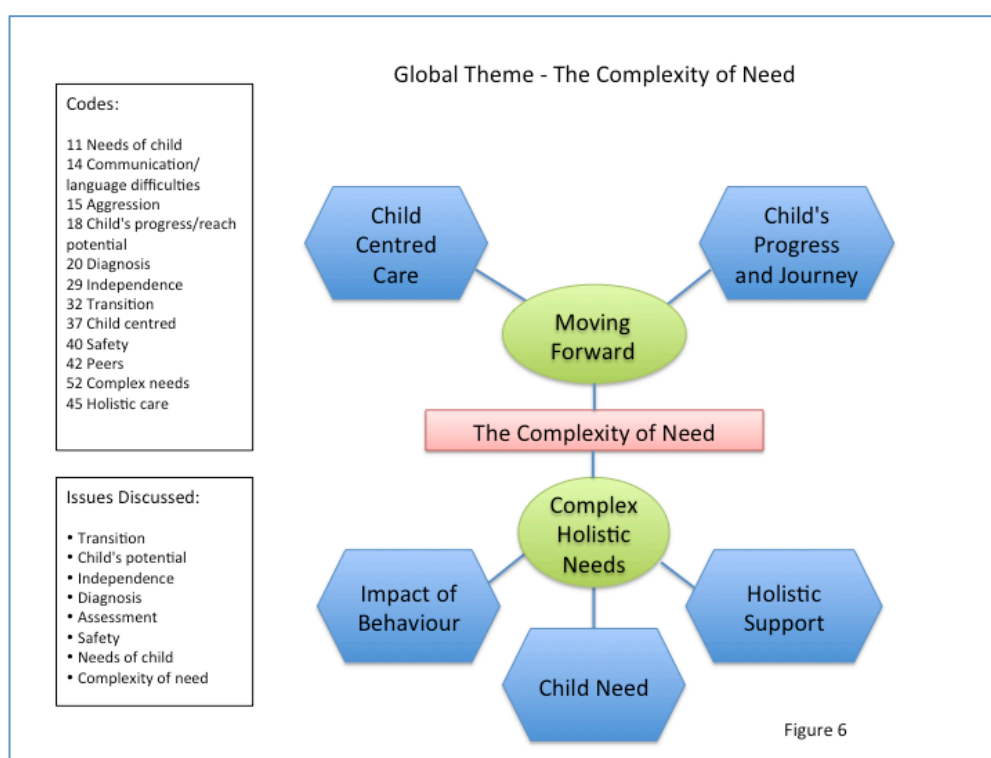 Global Theme - The Complexity of Need
Codes:
11 Needs of child
14 Communication/
language difficulties
15 Aggression
18 Child's progress/reach
potential
20 Diagnosis
29 Independence
32 Transition
37 Child centred
40 Safety
42 Peers
52 Complex needs
45 Holistic care
Issues Discussed:
• Transition
• Child's potential
• Independence
• Diagnosis
• Assessment
• Safety
• Needs of child
• Complexity of need
Child
Centred
Care
Child's
Progress
and Journey
Moving
Forward
The Complexity of Need
Complex
Holistic
Needs
Impact of
Behaviour
Child Need
Holistic
Support
Figure 6